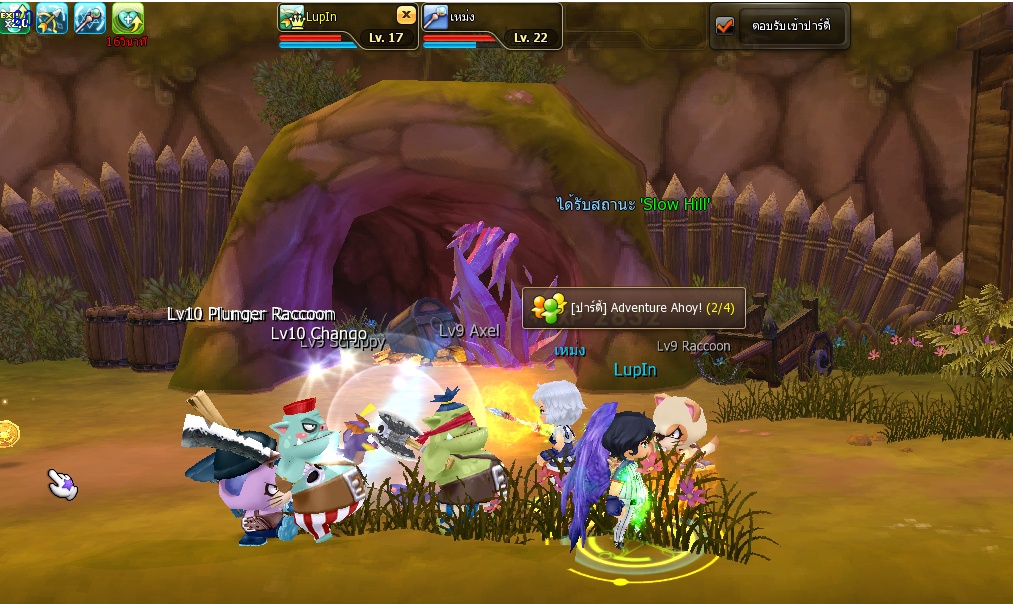 EXP
x20
16วินาที
LupIn
Lv. 17
เหม่ง
Lv. 22
ตอบรับเข้าปาร์ตี้
ได้รับสถานะ 'Slow Hill'
[ปาร์ตี้] Adventure Ahoy! (2/4)
Lv10 Plunger Raccoon
Lv10 Chango
Lv9 Scrappy
Lv9 Axel
เหม่ง
Lv9 Raccoon
LupIn